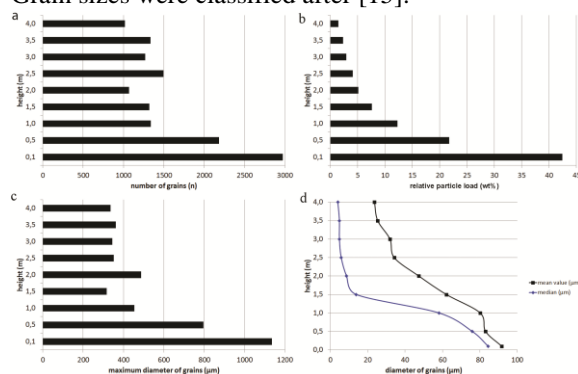 Grain sizes were classified after [15].
a
height (m)
4,0
3,5
3,0
2,5
2,0
1,5
1,0
0,5
0,1
0 500 1000 1500 2000 2500 3000
number of grains (n)
b
height (m)
4,0
3,5
3,0
2,5
2,0
1,5
1,0
0,5
0,1
0 5 10 15 20 25 30 35 40 45
relative particle load (wt%)
c
height (m)
4,0
3,5
3,0
2,5
2,0
1,5
1,0
0,5
0,1
0 200 400 600 800 1000 1200
maximum diameter of grains (µm)
d
height (m)
4,0
3,5
3,0
2,5
2,0
1,5
1,0
0,5
0,0
0 20 40 60 80 100
diameter of grains (µm)
mean value (µm
median (µm)